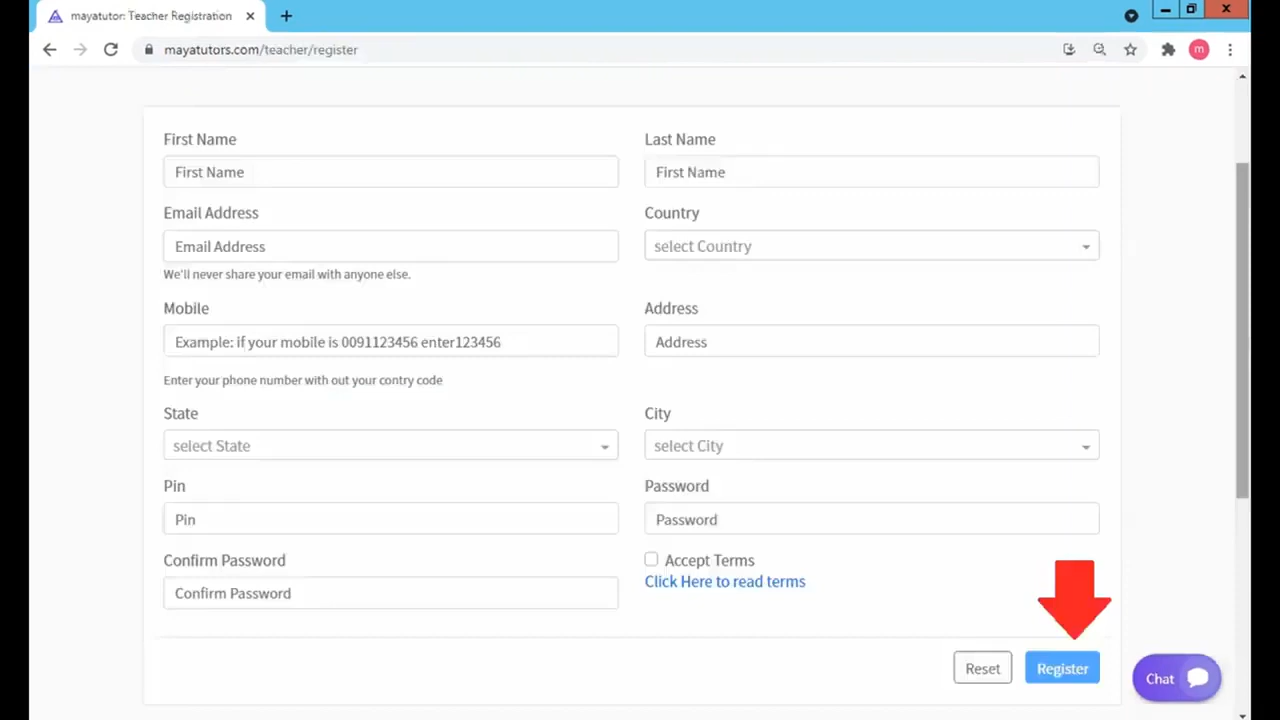 mayatutor: Teacher Registration
mayatutors.com/teacher/register
m
First Name
Last Name
First Name
First Name
Email Address
Country
Email Address
select Country
We'll never share your email with anyone else.
Mobile
Address
Example: if your mobile is 0091123456 enter123456
Address
Enter your phone number with out your contry code
State
City
select State
select City
Pin
Password
Pin
Password
Confirm Password
Accept Terms
Click Here to read terms
Confirm Password
Reset
Register
Chat